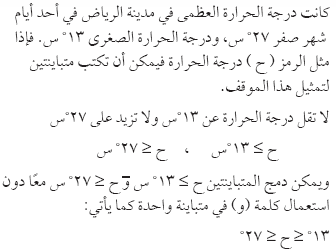 كانت درجة الحرارة العظمى في مدينة الرياض في أحد أيام
شهر صفر ٢٧° س، ودرجة الحرارة الصغرى ١٣° س. فإذا
مثل الرمز (ح) درجة الحرارة فيمكن أن تكتب متباينتين
لتمثيل هذا الموقف.
لا تقل درجة الحرارة عن ١٣°س ولا تزيد على ٢٧°س
ح ≥ ١٣°س ، ح ≤ ٢٧° س
ويمكن دمج المتباينتين ح ≥ ١٣° س و ح ≤ ٢٧° س معًا دون
استعمال كلمة (و) في متباينة واحدة كما يأتي:
١٣° ≤ ح ≤ ٢٧°